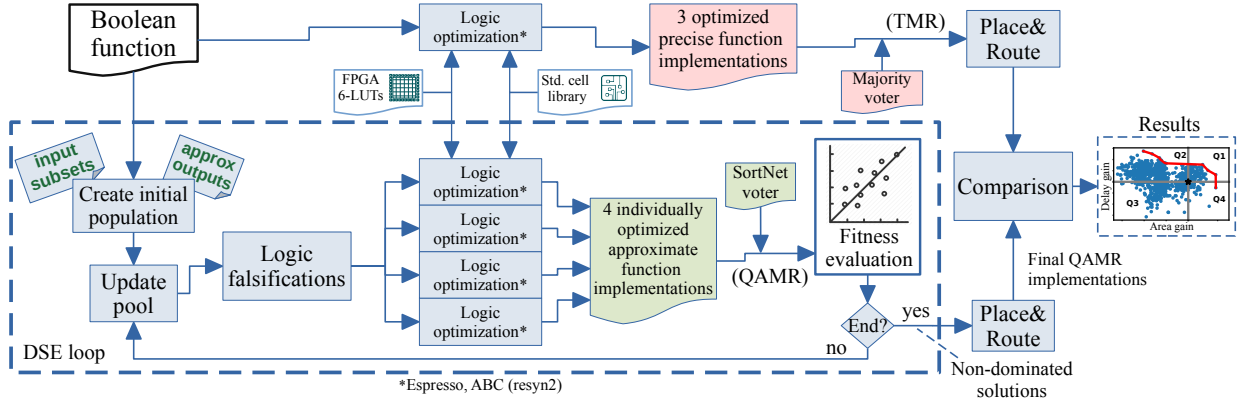 Boolean
function
Logic
optimization*
3 optimized
precise function
implementations
(TMR)
Place&
Route
FPGA
6-LUTs
Std. cell
library
Majority
voter
input
subsets
approx
outputs
Create initial
population
Update
pool
Logic
falsifications
Logic
optimization*
Logic
optimization*
Logic
optimization*
Logic
optimization*
4 individually
optimized
approximate
function
implementations
SortNet
voter
(QAMR)
Fitness
evaluation
End?
yes
no
DSE loop
Place&
Route
Non-dominated
solutions
Final QAMR
implementations
Comparison
Results
Q2
Q1
Q3
Q4
Delay gain
Area gain
*Espresso, ABC (resyn2)